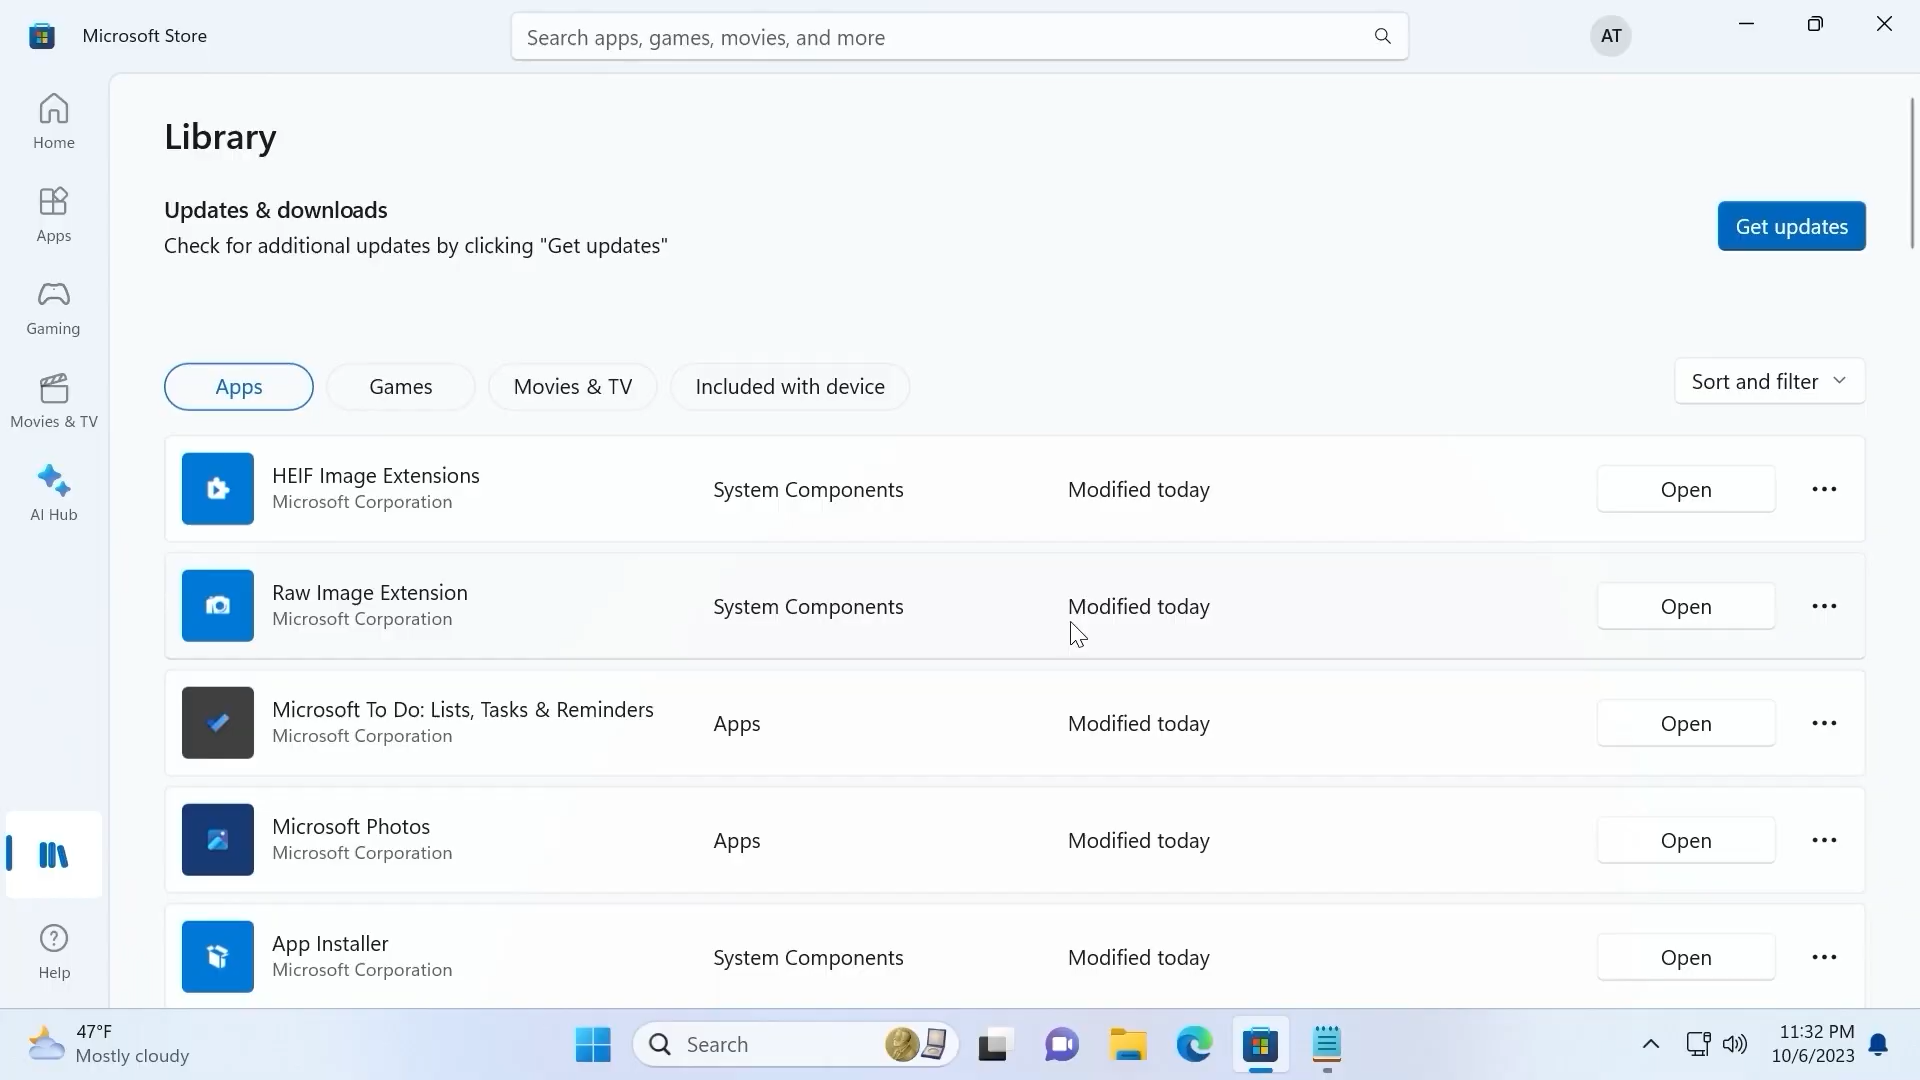 Microsoft Store
Search apps, games, movies, and more
AT
Home
Apps
Gaming
Movies & TV
AI Hub
Help
Library
Updates & downloads
Check for additional updates by clicking "Get updates"
Get updates
Apps
Games
Movies & TV
Included with device
Sort and filter
HEIF Image Extensions
Microsoft Corporation
System Components
Modified today
Open
Raw Image Extension
Microsoft Corporation
System Components
Modified today
Open
Microsoft To Do: Lists, Tasks & Reminders
Microsoft Corporation
Apps
Modified today
Open
Microsoft Photos
Microsoft Corporation
Apps
Modified today
Open
App Installer
Microsoft Corporation
System Components
Modified today
Open
47°F
Mostly cloudy
Search
11:32 PM
10/6/2023